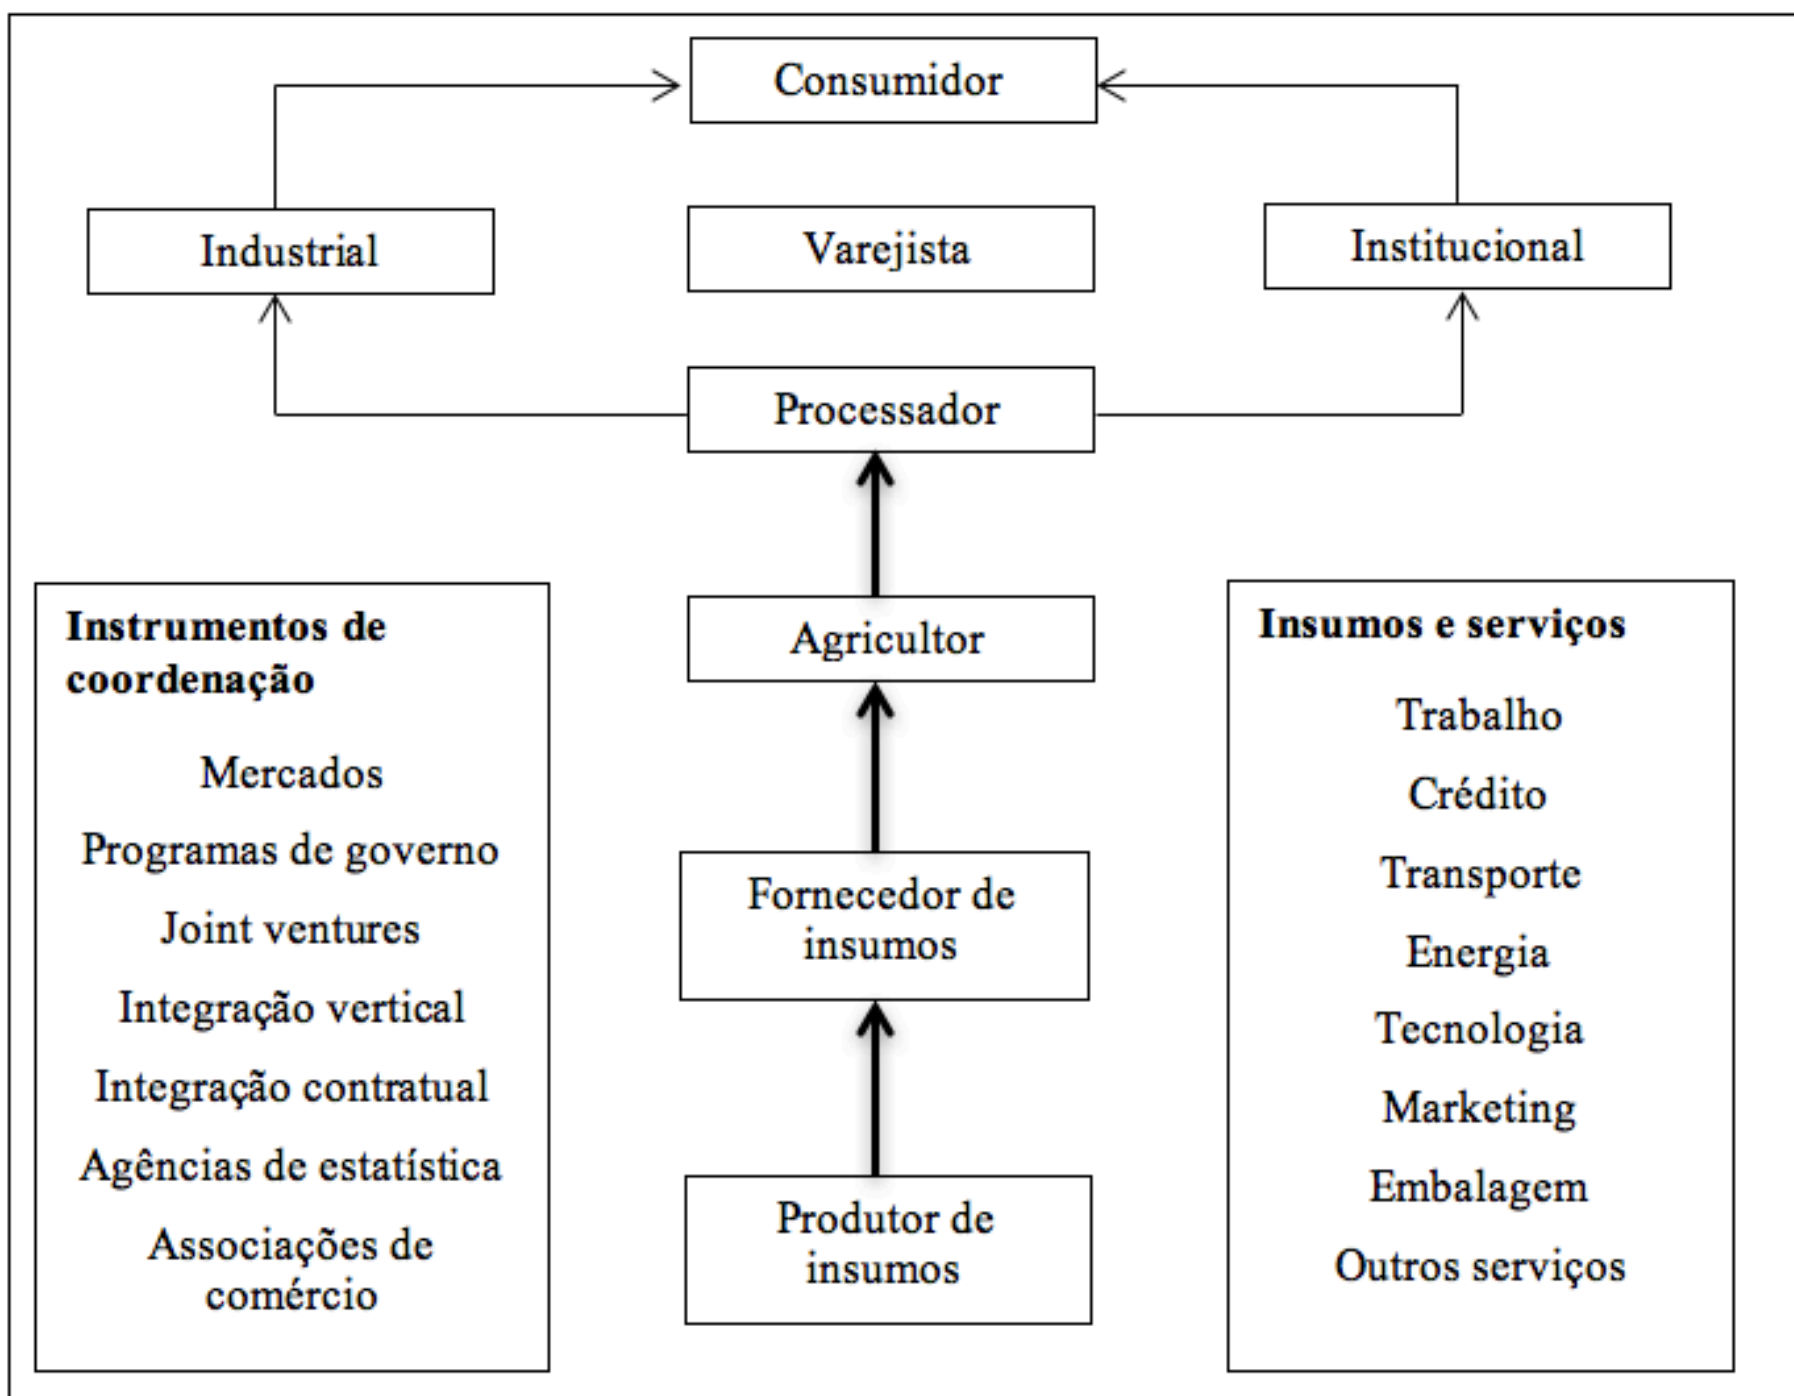 Consumidor
Industrial
Varejista
Institucional
Processador
Agricultor
Fornecedor de
insumos
Produtor de
insumos
Instrumentos de
coordenação
Mercados
Programas de governo
Joint ventures
Integração vertical
Integração contratual
Agências de estatística
Associações de
comércio
Insumos e serviços
Trabalho
Crédito
Transporte
Energia
Tecnologia
Marketing
Embalagem
Outros serviços